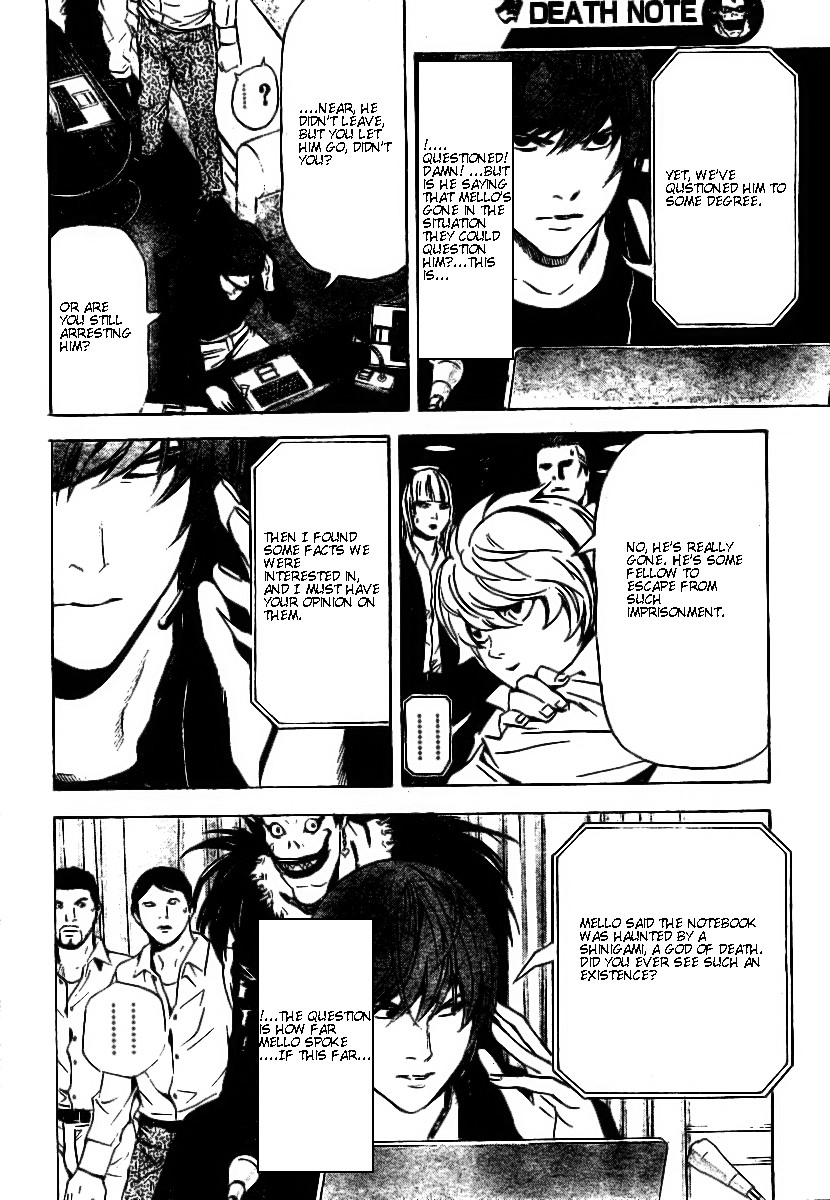 DEATH NOTE
YET, WE'VE
QUSTIONED HIM TO
SOME DEGREE.
!....
QUESTIONED!
DAMN! ...BUT
IS HE SAYING
THAT MELLO'S
GONE IN THE
SITUATION
THEY COULD
QUESTION
HIM?...THIS
IS...
....NEAR, HE
DIDN'T LEAVE,
BUT YOU LET
HIM GO, DIDN'T
YOU?
?
OR ARE
YOU STILL
ARRESTING
HIM?
NO, HE'S REALLY
GONE. HE'S SOME
FELLOW TO
ESCAPE FROM
SUCH
IMPRISONMENT.
THEN I FOUND
SOME FACTS WE
WERE
INTERESTED IN,
AND I MUST HAVE
YOUR OPINION ON
THEM.
MELLO SAID THE NOTEBOOK
WAS HAUNTED BY A
SHINIGAMI, A GOD OF DEATH.
DID YOU EVER SEE SUCH AN
EXISTENCE?
!...THE QUESTION
IS HOW FAR
MELLO SPOKE
....IF THIS FAR...